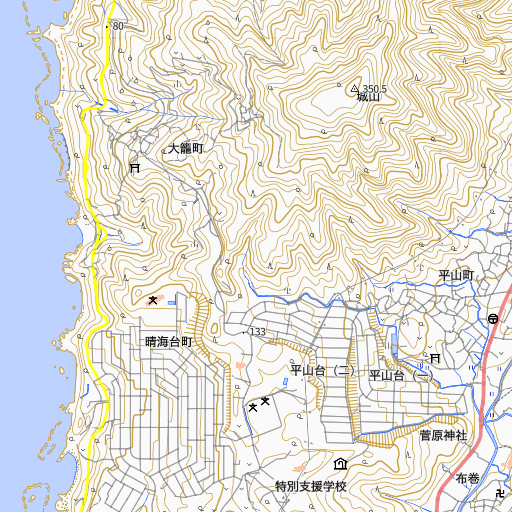 80
350.5
城山
大籠町
平山町
133
晴海台町
平山台（二）
平山台（一）
菅原神社
布巻
特別支援学校